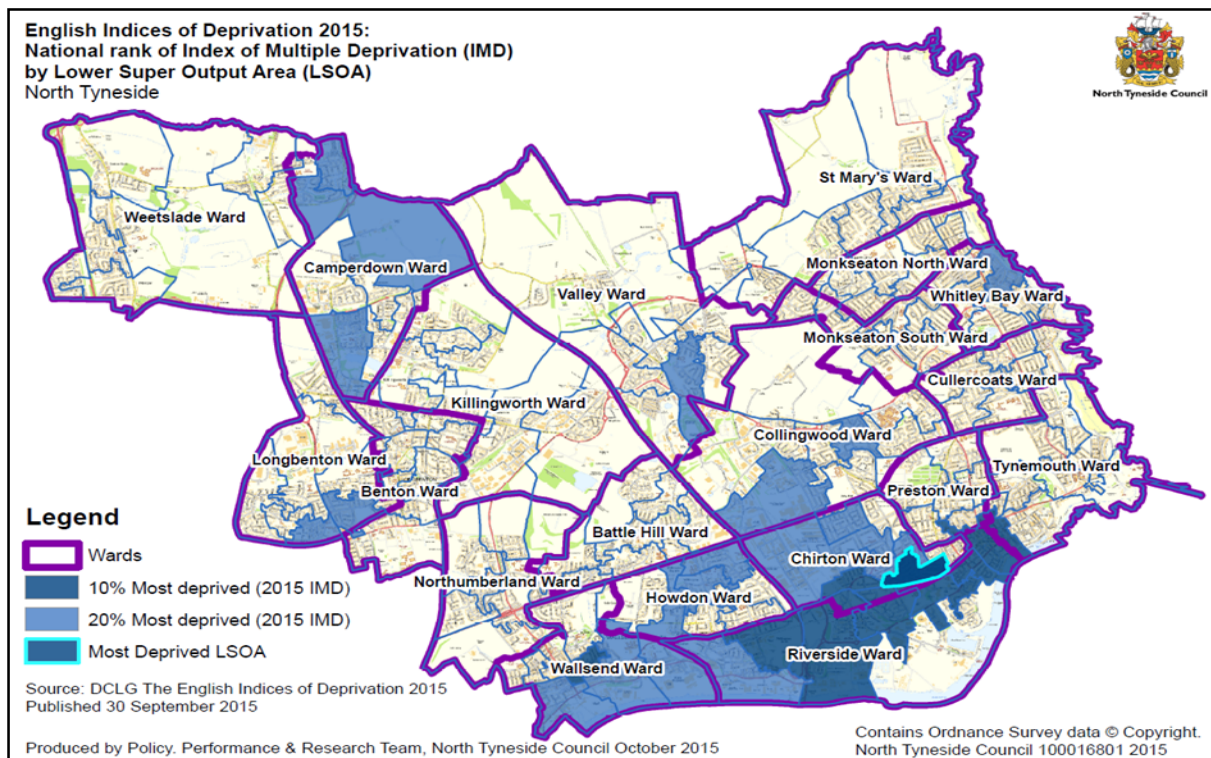 English Indices of Deprivation 2015:
National rank of Index of Multiple Deprivation (IMD)
by Lower Super Output Area (LSOA)
North Tyneside
North Tyneside Council
St Mary's Ward
Weetslade Ward
Camperdown Ward
Monkseaton North Ward
Valley Ward
Whitley Bay Ward
Monkseaton South Ward
Cullercoats Ward
Killingworth Ward
Collingwood Ward
Longbenton Ward
Tynemouth Ward
Benton Ward
Preston Ward
Battle Hill Ward
Chirton Ward
Northumberland Ward
Howdon Ward
Riverside Ward
Wallsend Ward
Legend
Wards
10% Most deprived (2015 IMD)
20% Most deprived (2015 IMD)
Most Deprived LSOA
Source: DCLG The English Indices of Deprivation 2015
Published 30 September 2015
Produced by Policy. Performance & Research Team, North Tyneside Council October 2015
Contains Ordnance Survey data © Copyright.
North Tyneside Council 100016801 2015